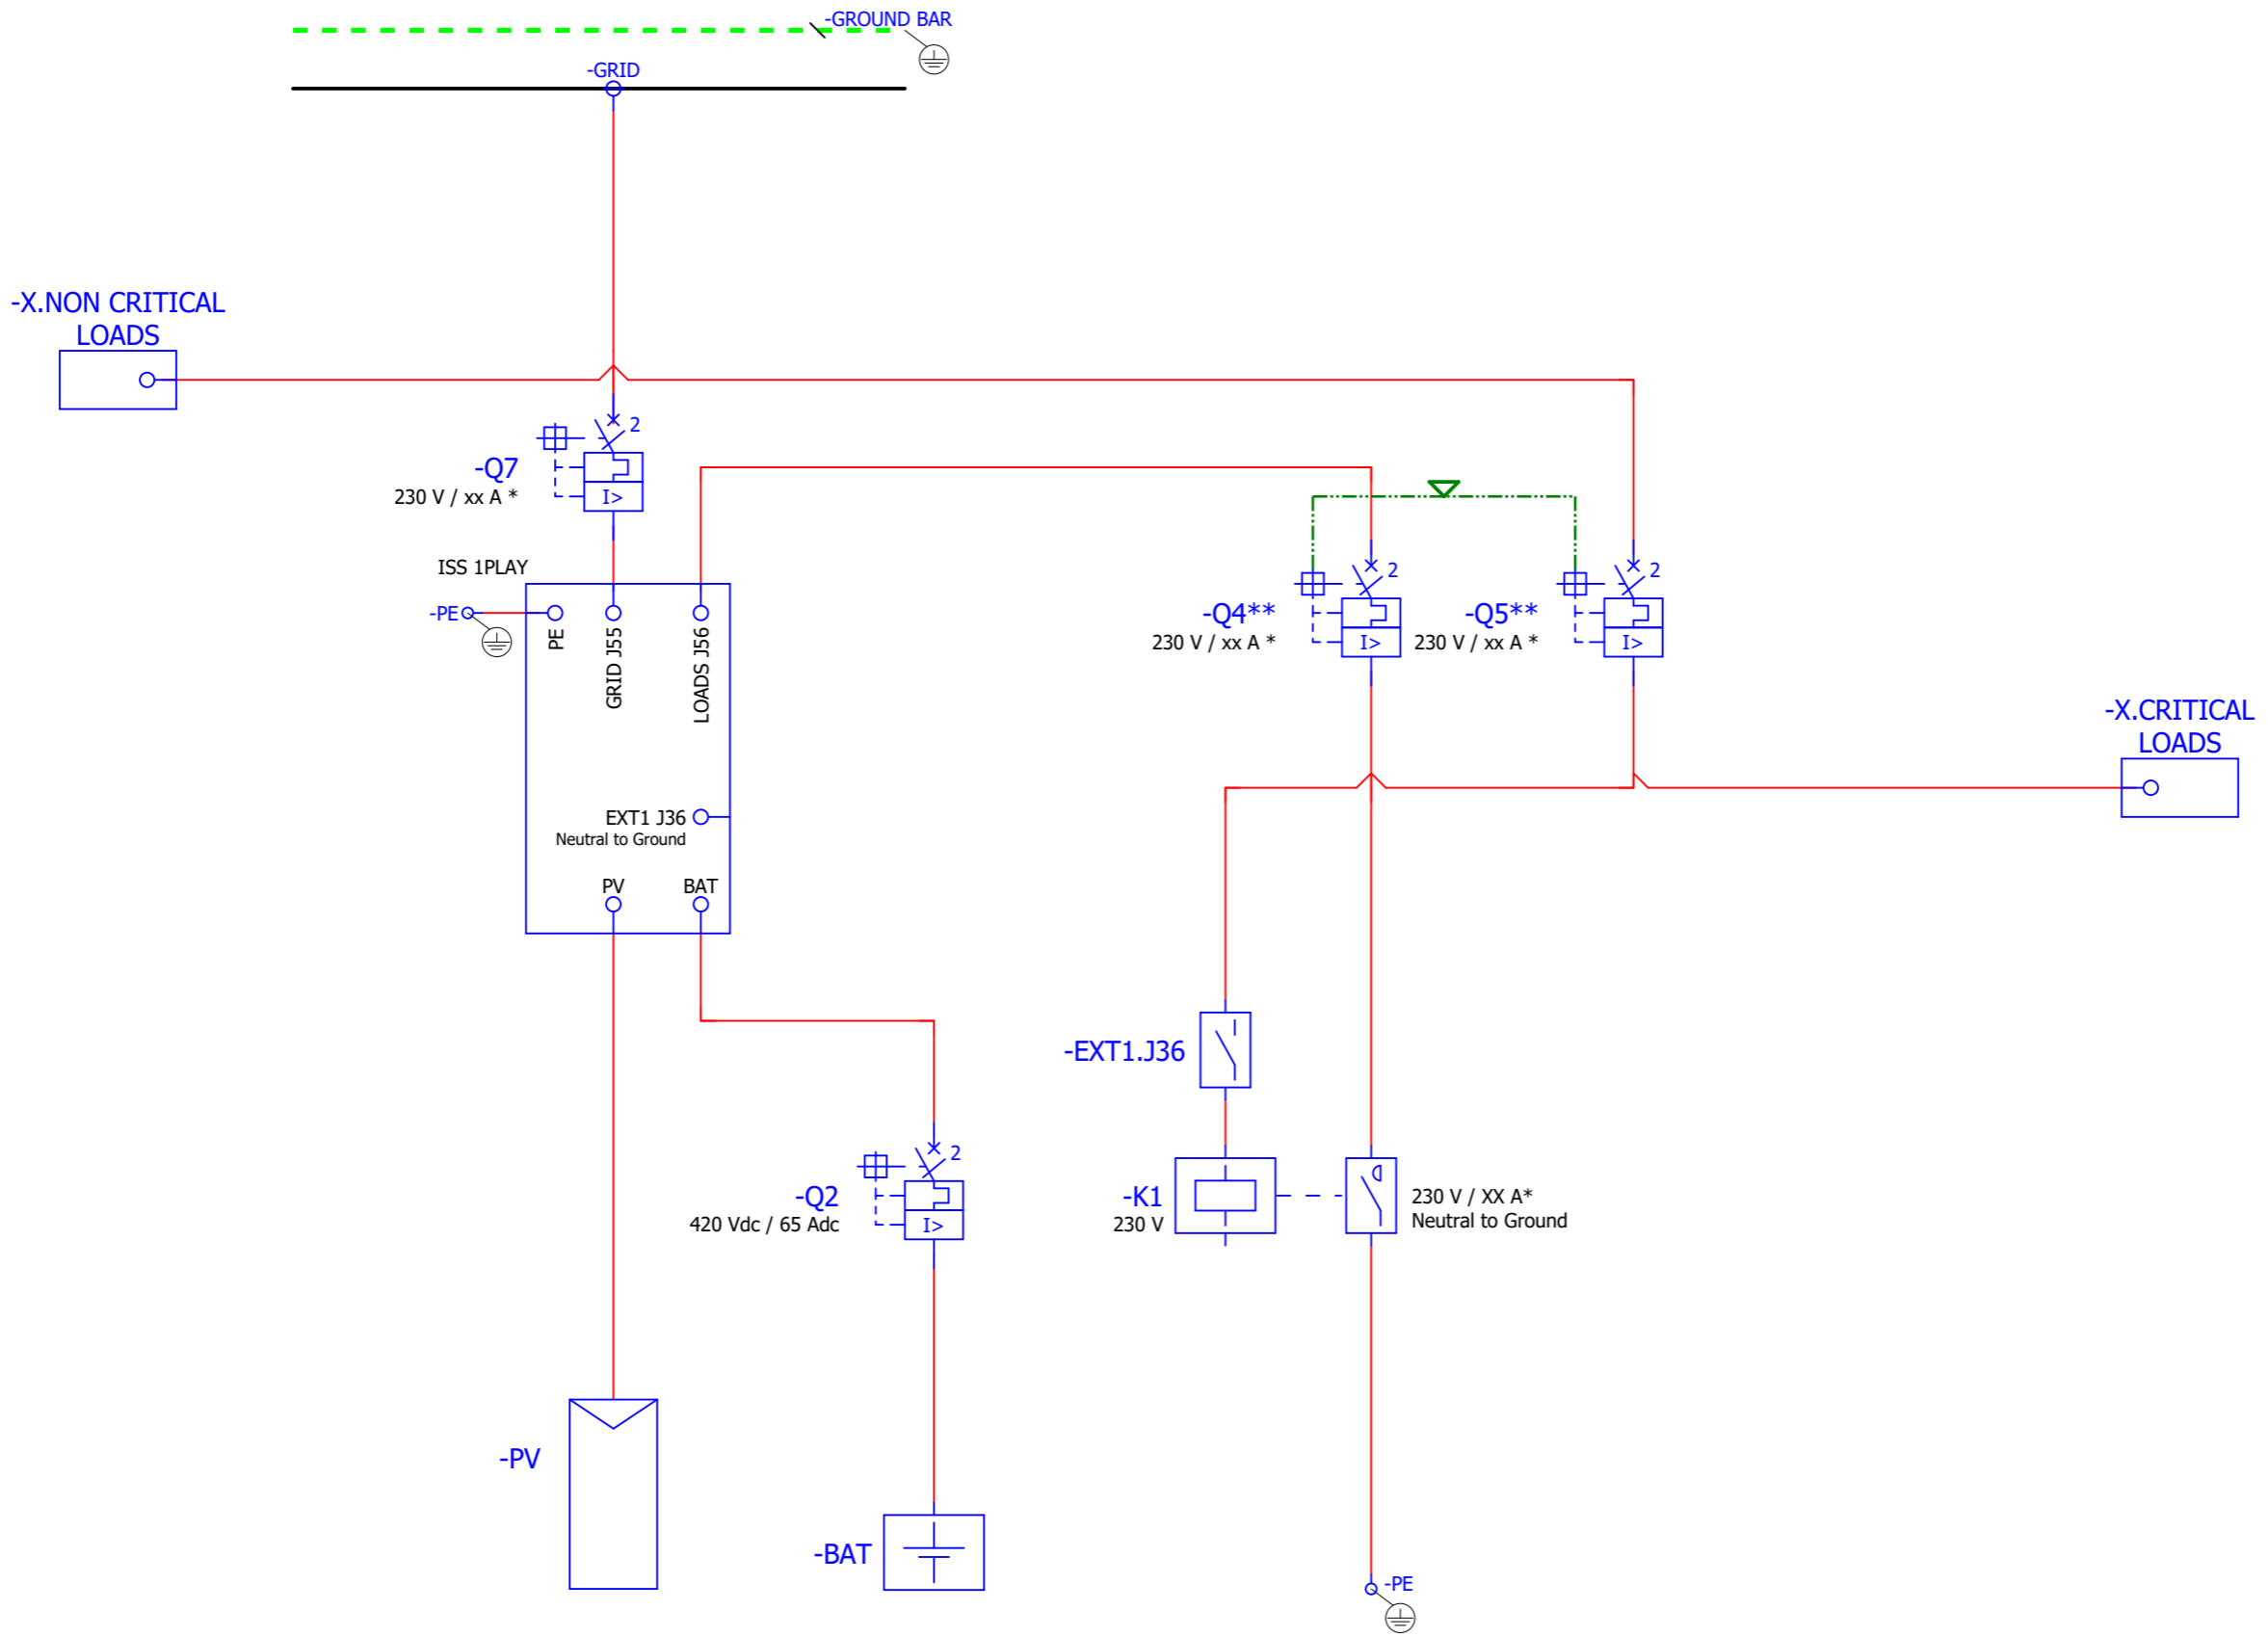 -GROUND BAR
-GRID
-X.NON CRITICAL
LOADS
2
-Q7
230 V / xx A *
I>
ISS 1PLAY
-PE
PE
GRID J55
LOADS J56
2
-Q4**
230 V / xx A *
I>
2
-Q5**
230 V / xx A *
I>
-X.CRITICAL
LOADS
EXT1 J36
Neutral to Ground
PV
BAT
-EXT1.J36
2
-Q2
420 Vdc / 65 Adc
I>
-K1
230 V
230 V / XX A*
Neutral to Ground
-PV
-BAT
-PE